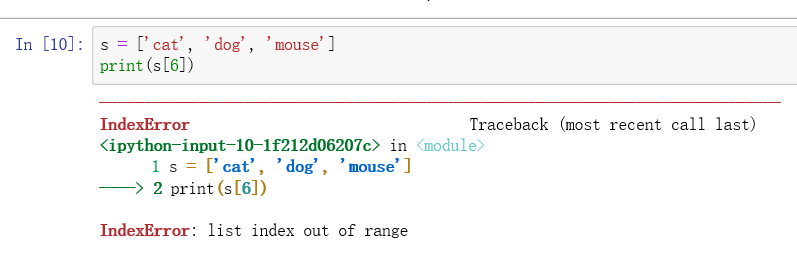 In [10]: s = ['cat', 'dog', 'mouse']
print(s[6])
---------------------------------------------------------------------------
IndexError Traceback (most recent call last)
<ipython-input-10-1f212d06207c> in <module>
1 s = ['cat', 'dog', 'mouse']
----> 2 print(s[6])
IndexError: list index out of range